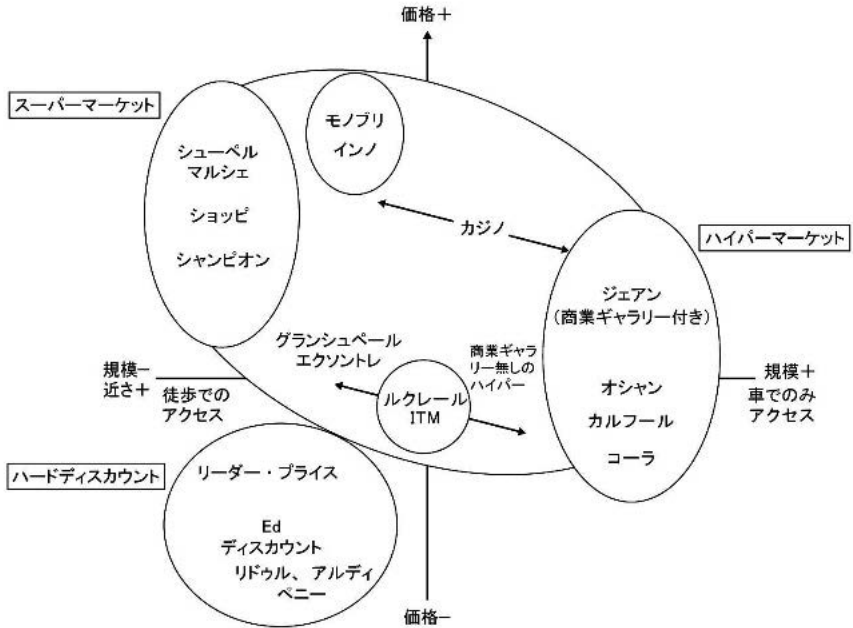 価格＋
スーパーマーケット
モノプリ
インノ
シューペル
マルシェ
ショッピ
シャンピオン
カジノ
ハイパーマーケット
ジェアン
（商業ギャラリー付き）
オシャン
カルフール
コーラ
グランシュペール
エクソントレ
商業ギャラ
リー無しの
ハイパー
ルクレール
ITM
規模－
近さ＋
徒歩での
アクセス
規模＋
車でのみ
アクセス
ハードディスカウント
リーダー・プライス
Ed
ディスカウント
リドゥル、アルディ
ペニー
価格－